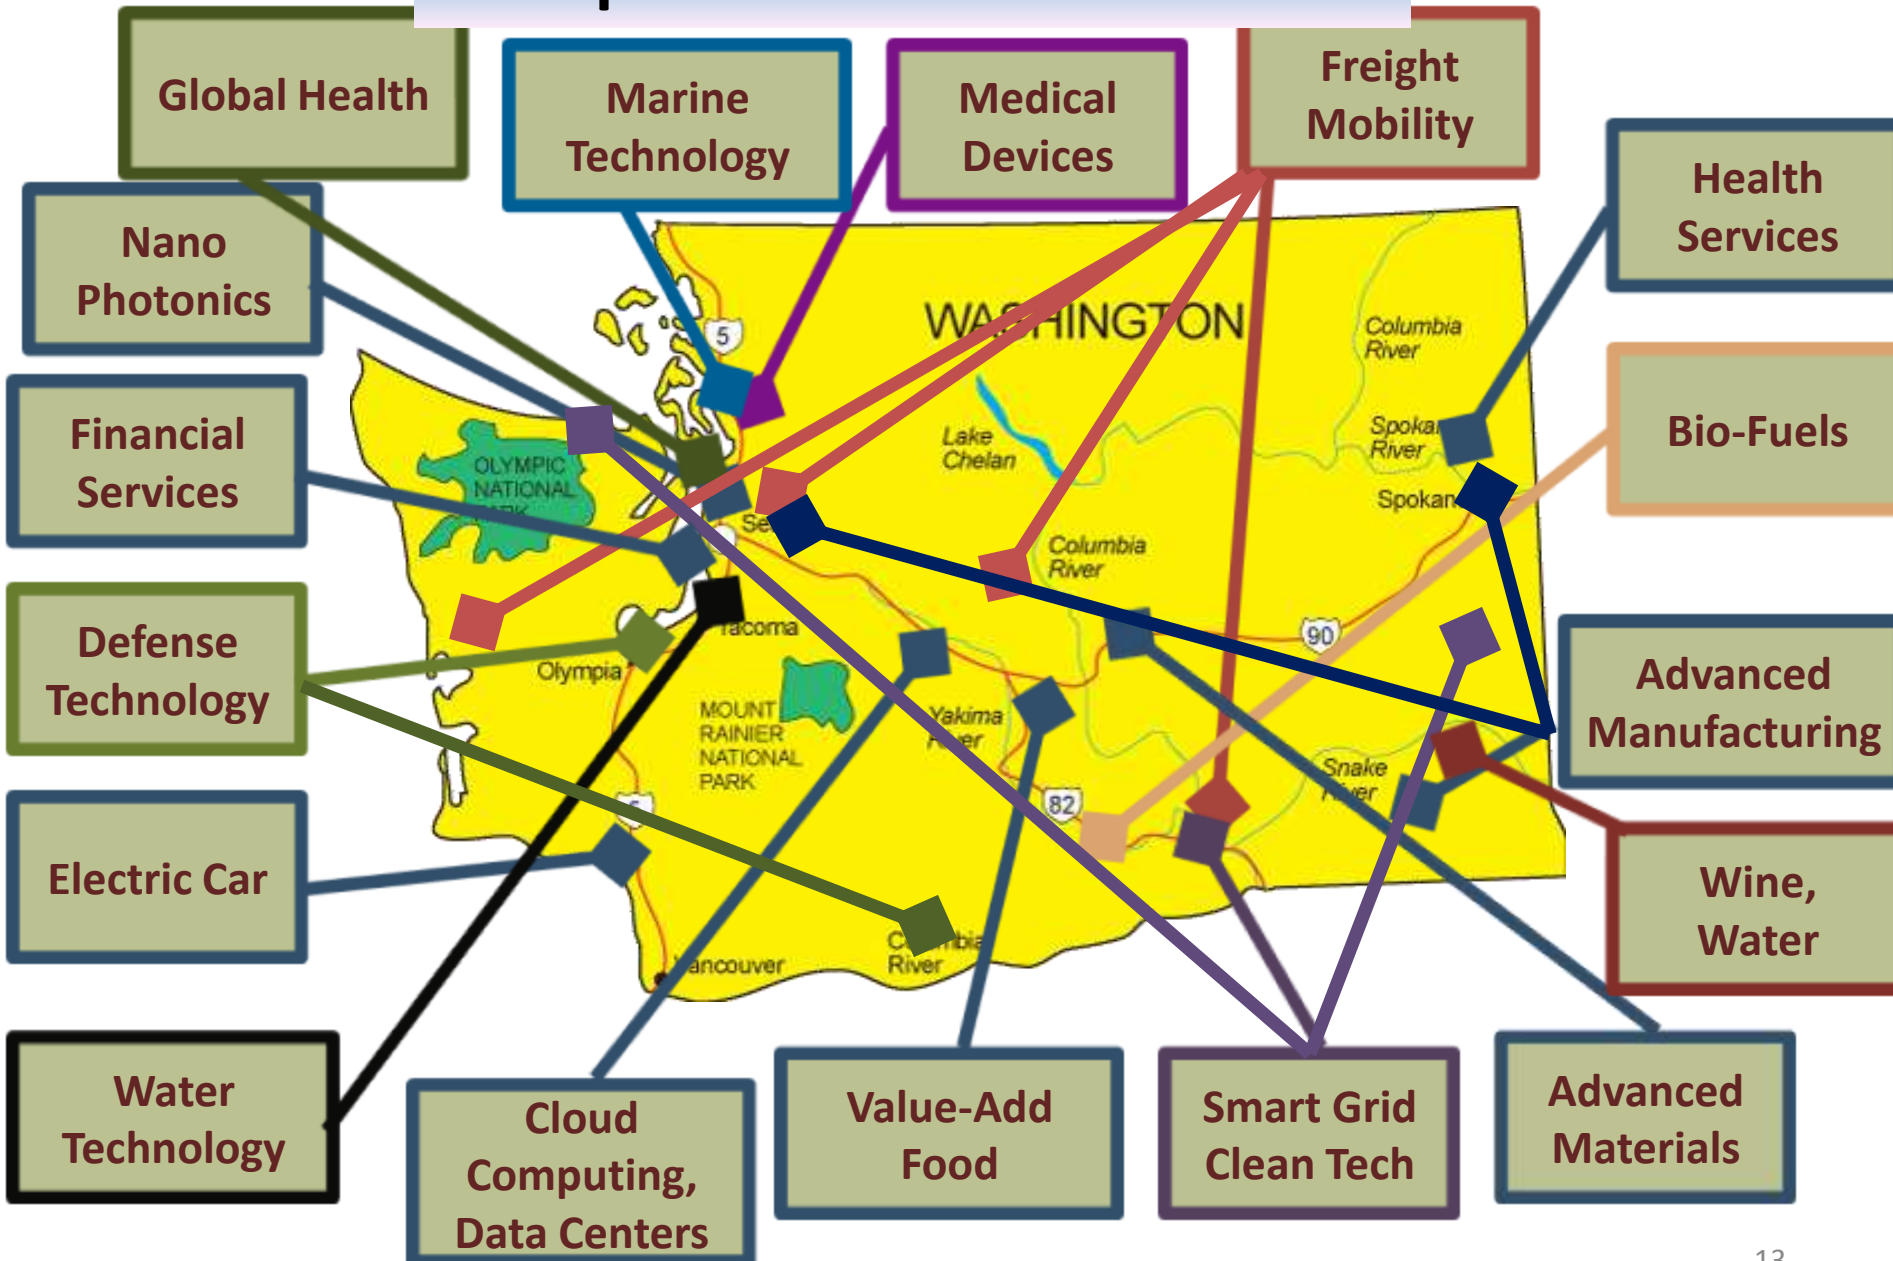 Global Health
Marine
Technology
Medical
Devices
Freight
Mobility
Health
Services
Nano
Photonics
WASHINGTON
5
Columbia
River
Financial
Services
OLYMPIC
NATIONAL
Lake
Chelan
River
Bio-Fuels
Columbia
River
Defense
Technology
Olympia
Tacoma
90
MOUNT
RAINIER
NATIONAL
PARK
Yakima
River
Advanced
Manufacturing
Snake
River
82
Electric Car
Wine,
Water
River
Vancouver
Water
Technology
Cloud
Computing,
Data Centers
Value-Add
Food
Smart Grid
Clean Tech
Advanced
Materials